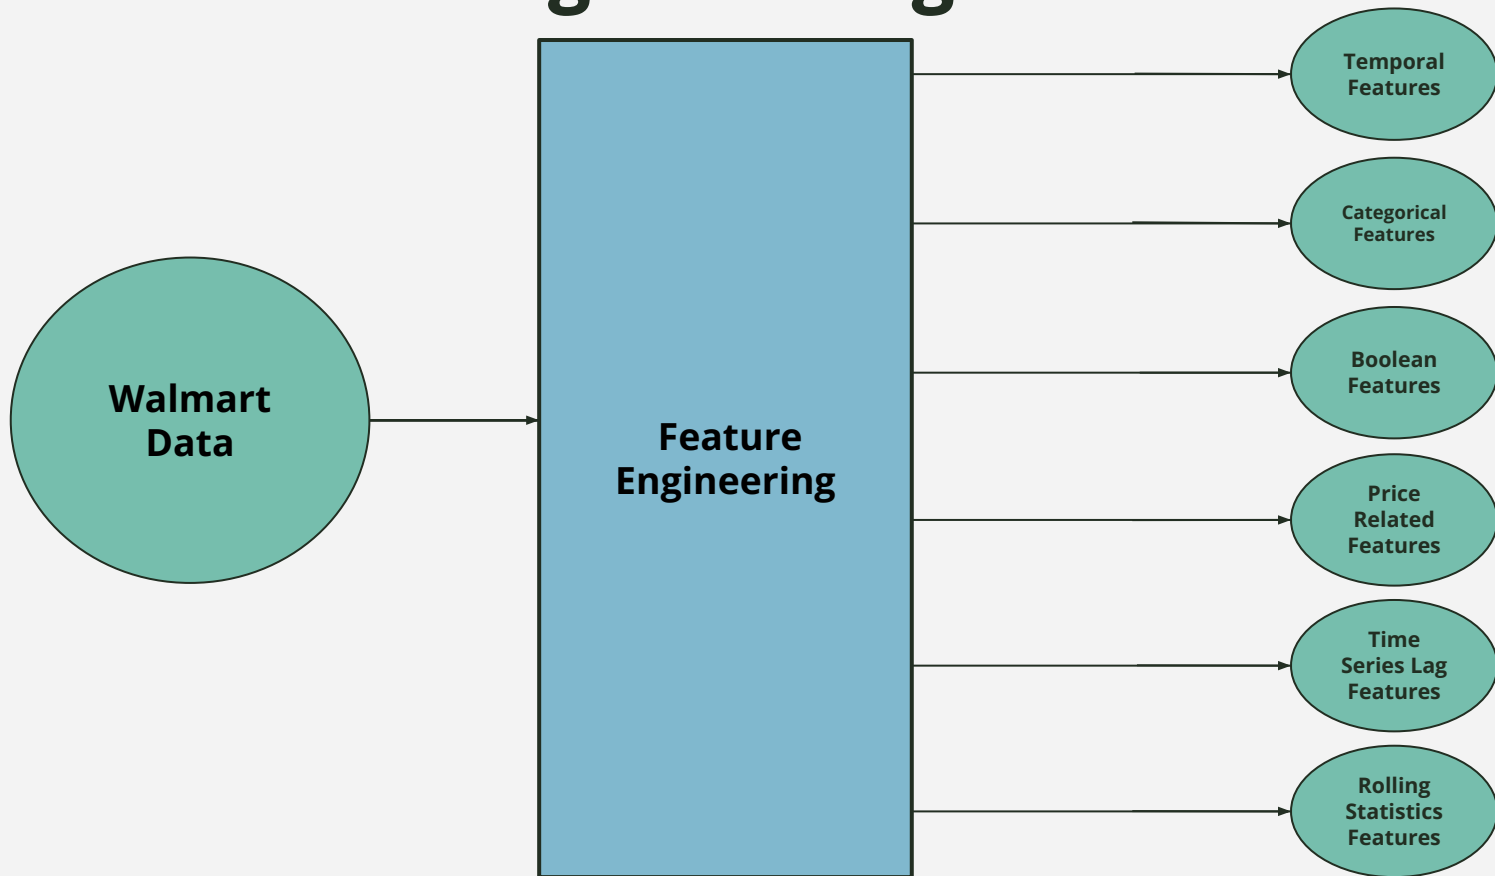 Walmart
Data
Feature
Engineering
Temporal
Features
Categorical
Features
Boolean
Features
Price
Related
Features
Time
Series Lag
Features
Rolling
Statistics
Features